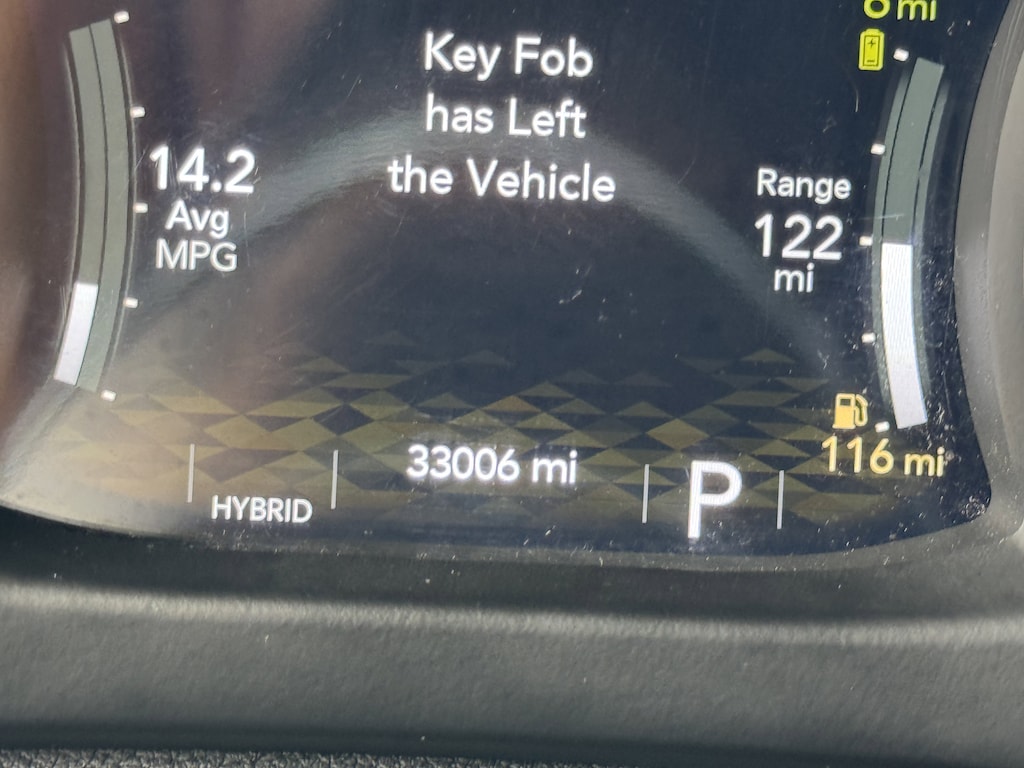 6 mi
Key Fob
has Left
the Vehicle
14.2
Avg
MPG
Range
122
mi
116 mi
33006 mi
HYBRID
P